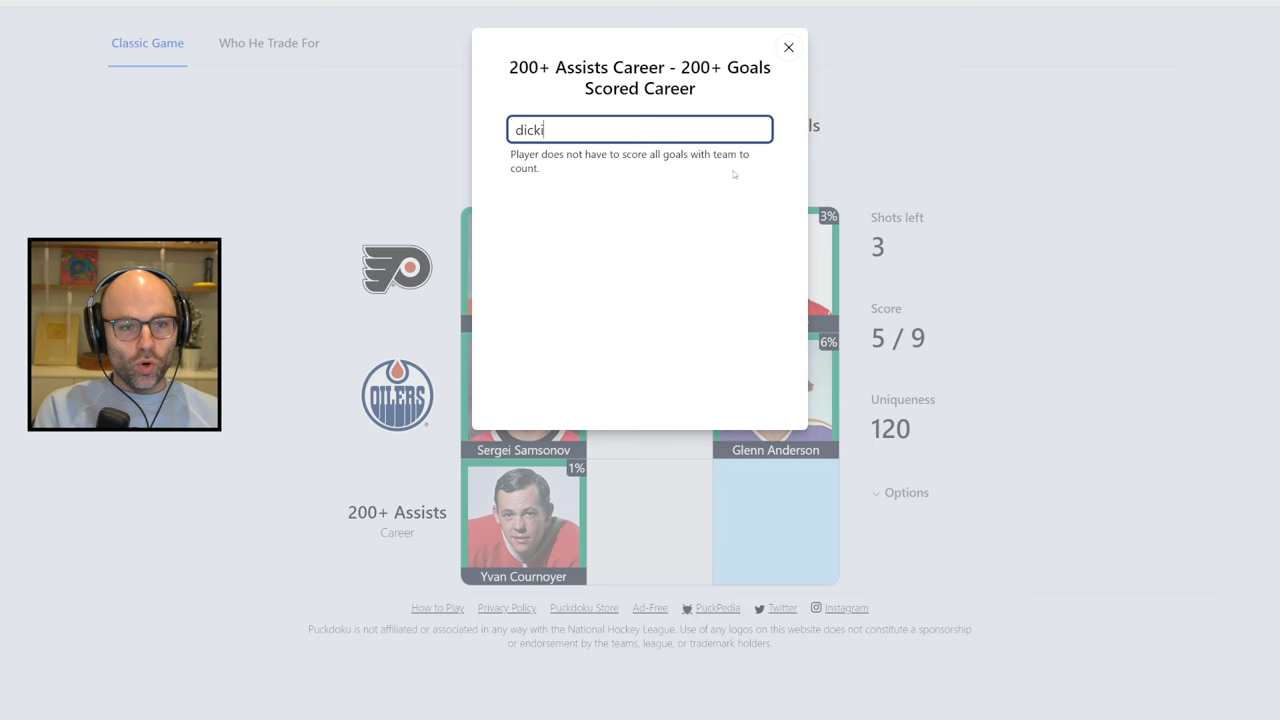 Classic Game
Who He Trade For
200+ Assists Career - 200+ Goals
Scored Career
dicki
Player does not have to score all goals with team to
count.
ls
3%
Shots left
3
6%
Score
5 / 9
OILERS
Uniqueness
120
Sergei Samsonov
Glenn Anderson
1%
Options
200+ Assists
Career
Yvan Cournoyer
How to Play
Privacy Policy
Puckdoku Store
Ad-Free
PuckPedia
Twitter
Instagram
Puckdoku is not affiliated or associated in any way with the National Hockey League. Use of any logos on this website does not constitute a sponsorship
or endorsement by the teams, league, or trademark holders.